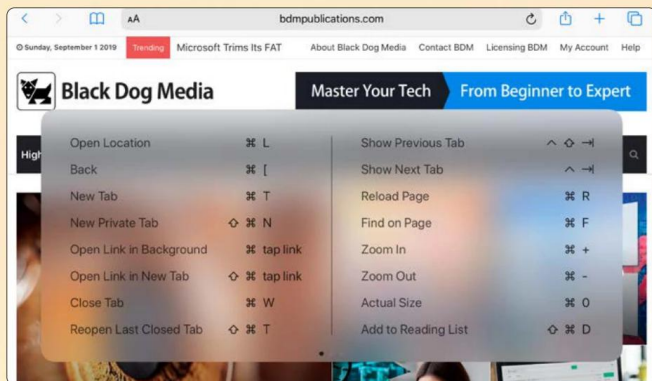 AA
bdmpublications.com
Sunday, September 1 2019
Trending
Microsoft Trims Its FAT
About Black Dog Media
Contact BDM
Licensing BDM
My Account
Help
Black Dog Media
Master Your Tech
From Beginner to Expert
High
Open Location ⌘ L
Back ⌘ [
New Tab ⌘ T
New Private Tab ⇧ ⌘ N
Open Link in Background ⌘ tap link
Open Link in New Tab ⇧ ⌘ tap link
Close Tab ⌘ W
Reopen Last Closed Tab ⇧ ⌘ T
Show Previous Tab ^ ⇧ ⇥
Show Next Tab ^ ⇥
Reload Page ⌘ R
Find on Page ⌘ F
Zoom In ⌘ +
Zoom Out ⌘ -
Actual Size ⌘ 0
Add to Reading List ⇧ ⌘ D